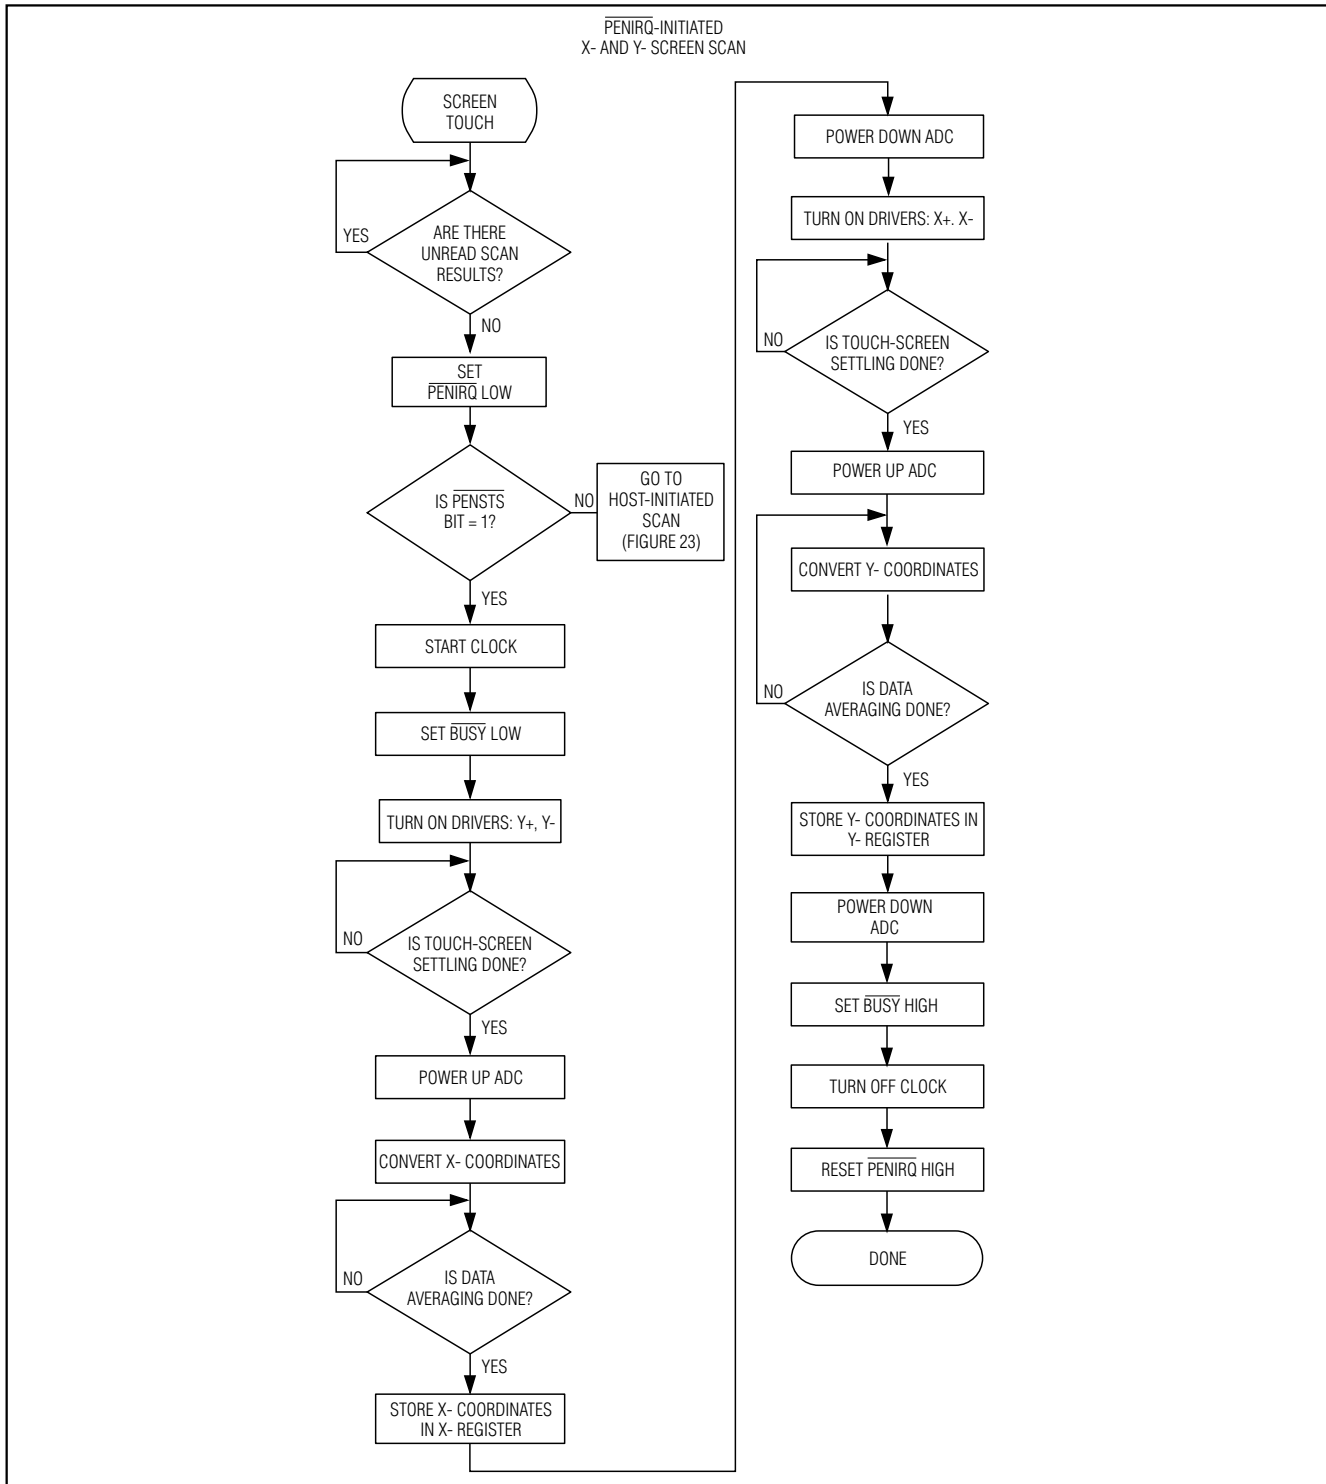 PENIRQ-INITIATED
X- AND Y- SCREEN SCAN
SCREEN
TOUCH
YES
ARE THERE
UNREAD SCAN
RESULTS?
NO
SET
PENIRQ LOW
IS PENSTS
BIT = 1?
NO
GO TO
HOST-INITIATED
SCAN
(FIGURE 23)
YES
START CLOCK
SET BUSY LOW
TURN ON DRIVERS: Y+, Y-
NO
IS TOUCH-SCREEN
SETTLING DONE?
YES
POWER UP ADC
CONVERT X- COORDINATES
NO
IS DATA
AVERAGING DONE?
YES
STORE X- COORDINATES
IN X- REGISTER
POWER DOWN ADC
TURN ON DRIVERS: X+. X-
NO
IS TOUCH-SCREEN
SETTLING DONE?
YES
POWER UP ADC
CONVERT Y- COORDINATES
NO
IS DATA
AVERAGING DONE?
YES
STORE Y- COORDINATES IN
Y- REGISTER
POWER DOWN
ADC
SET BUSY HIGH
TURN OFF CLOCK
RESET PENIRQ HIGH
DONE